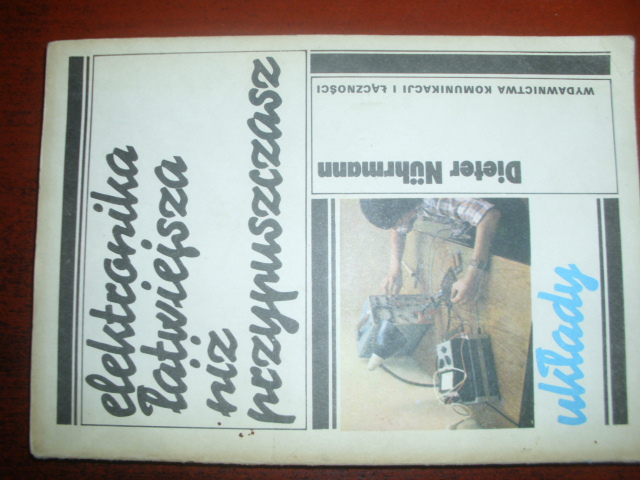 elektronika
łatwiejsza
niż
przypuszczasz
układy
Dieter Nührmann
WYDAWNICTWA KOMUNIKACJI I ŁĄCZNOŚCI